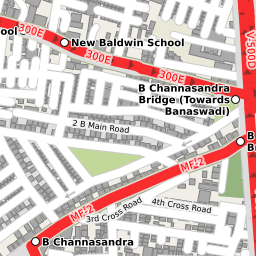 New Baldwin School
ool
300E
300E
300E
V-500D
B Channasandra
Bridge (Towards
Banaswadi)
2 B Main Road
B
MF-2
MF-2
4th Cross Road
3rd Cross Road
B Channasandra